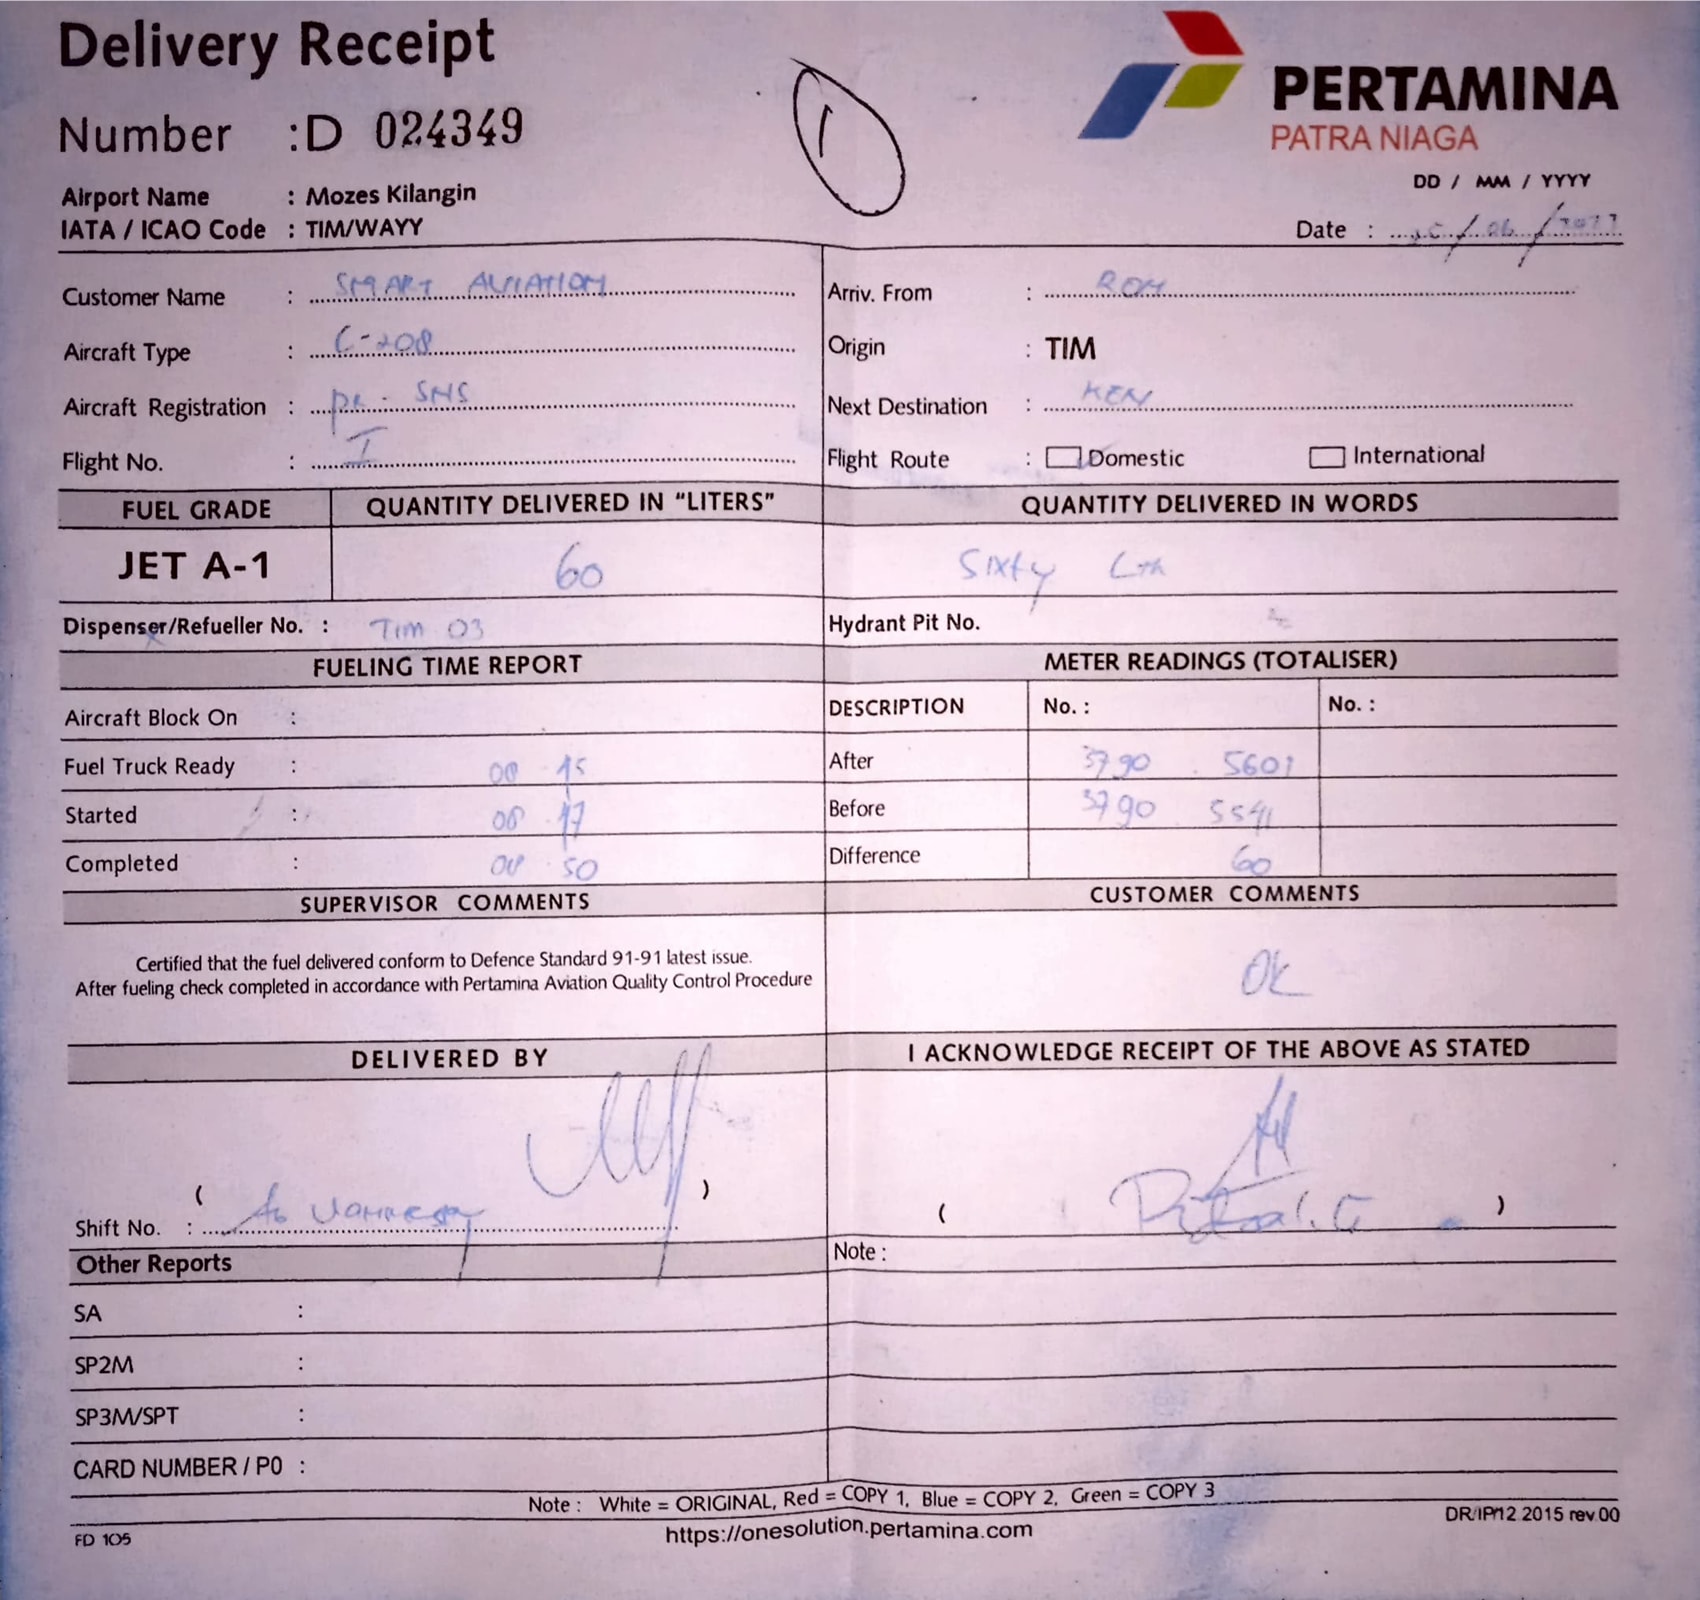 Delivery Receipt
PERTAMINA
PATRA NIAGA
Number : D 024349
1
Airport Name : Mozes Kilangin
IATA / ICAO Code : TIM/WAYY
DD / MM / YYYY
Date : / 06 /
Customer Name : SMART AVIATION
Arriv. From :
Aircraft Type : C-208
Origin : TIM
Aircraft Registration : PK - SNS
Next Destination : KEN
Flight No. : I
Flight Route : Domestic International
FUEL GRADE QUANTITY DELIVERED IN "LITERS" QUANTITY DELIVERED IN WORDS
JET A-1 60 Sixty
Dispenser/Refueller No. : Tim 03 Hydrant Pit No.
FUELING TIME REPORT METER READINGS (TOTALISER)
Aircraft Block On :
DESCRIPTION No. : No. :
Fuel Truck Ready :
After 3790 5601
Started :
Before 3790 5541
Completed : 50
Difference 60
SUPERVISOR COMMENTS CUSTOMER COMMENTS
Certified that the fuel delivered conform to Defence Standard 91-91 latest issue.
After fueling check completed in accordance with Pertamina Aviation Quality Control Procedure
OK
DELIVERED BY I ACKNOWLEDGE RECEIPT OF THE ABOVE AS STATED
( ) ( )
Shift No. :
Other Reports Note :
SA :
SP2M :
SP3M/SPT :
CARD NUMBER / PO :
Note : White = ORIGINAL, Red = COPY 1, Blue = COPY 2, Green = COPY 3
FD 105 https://onesolution.pertamina.com DR/IP/12 2015 rev.00